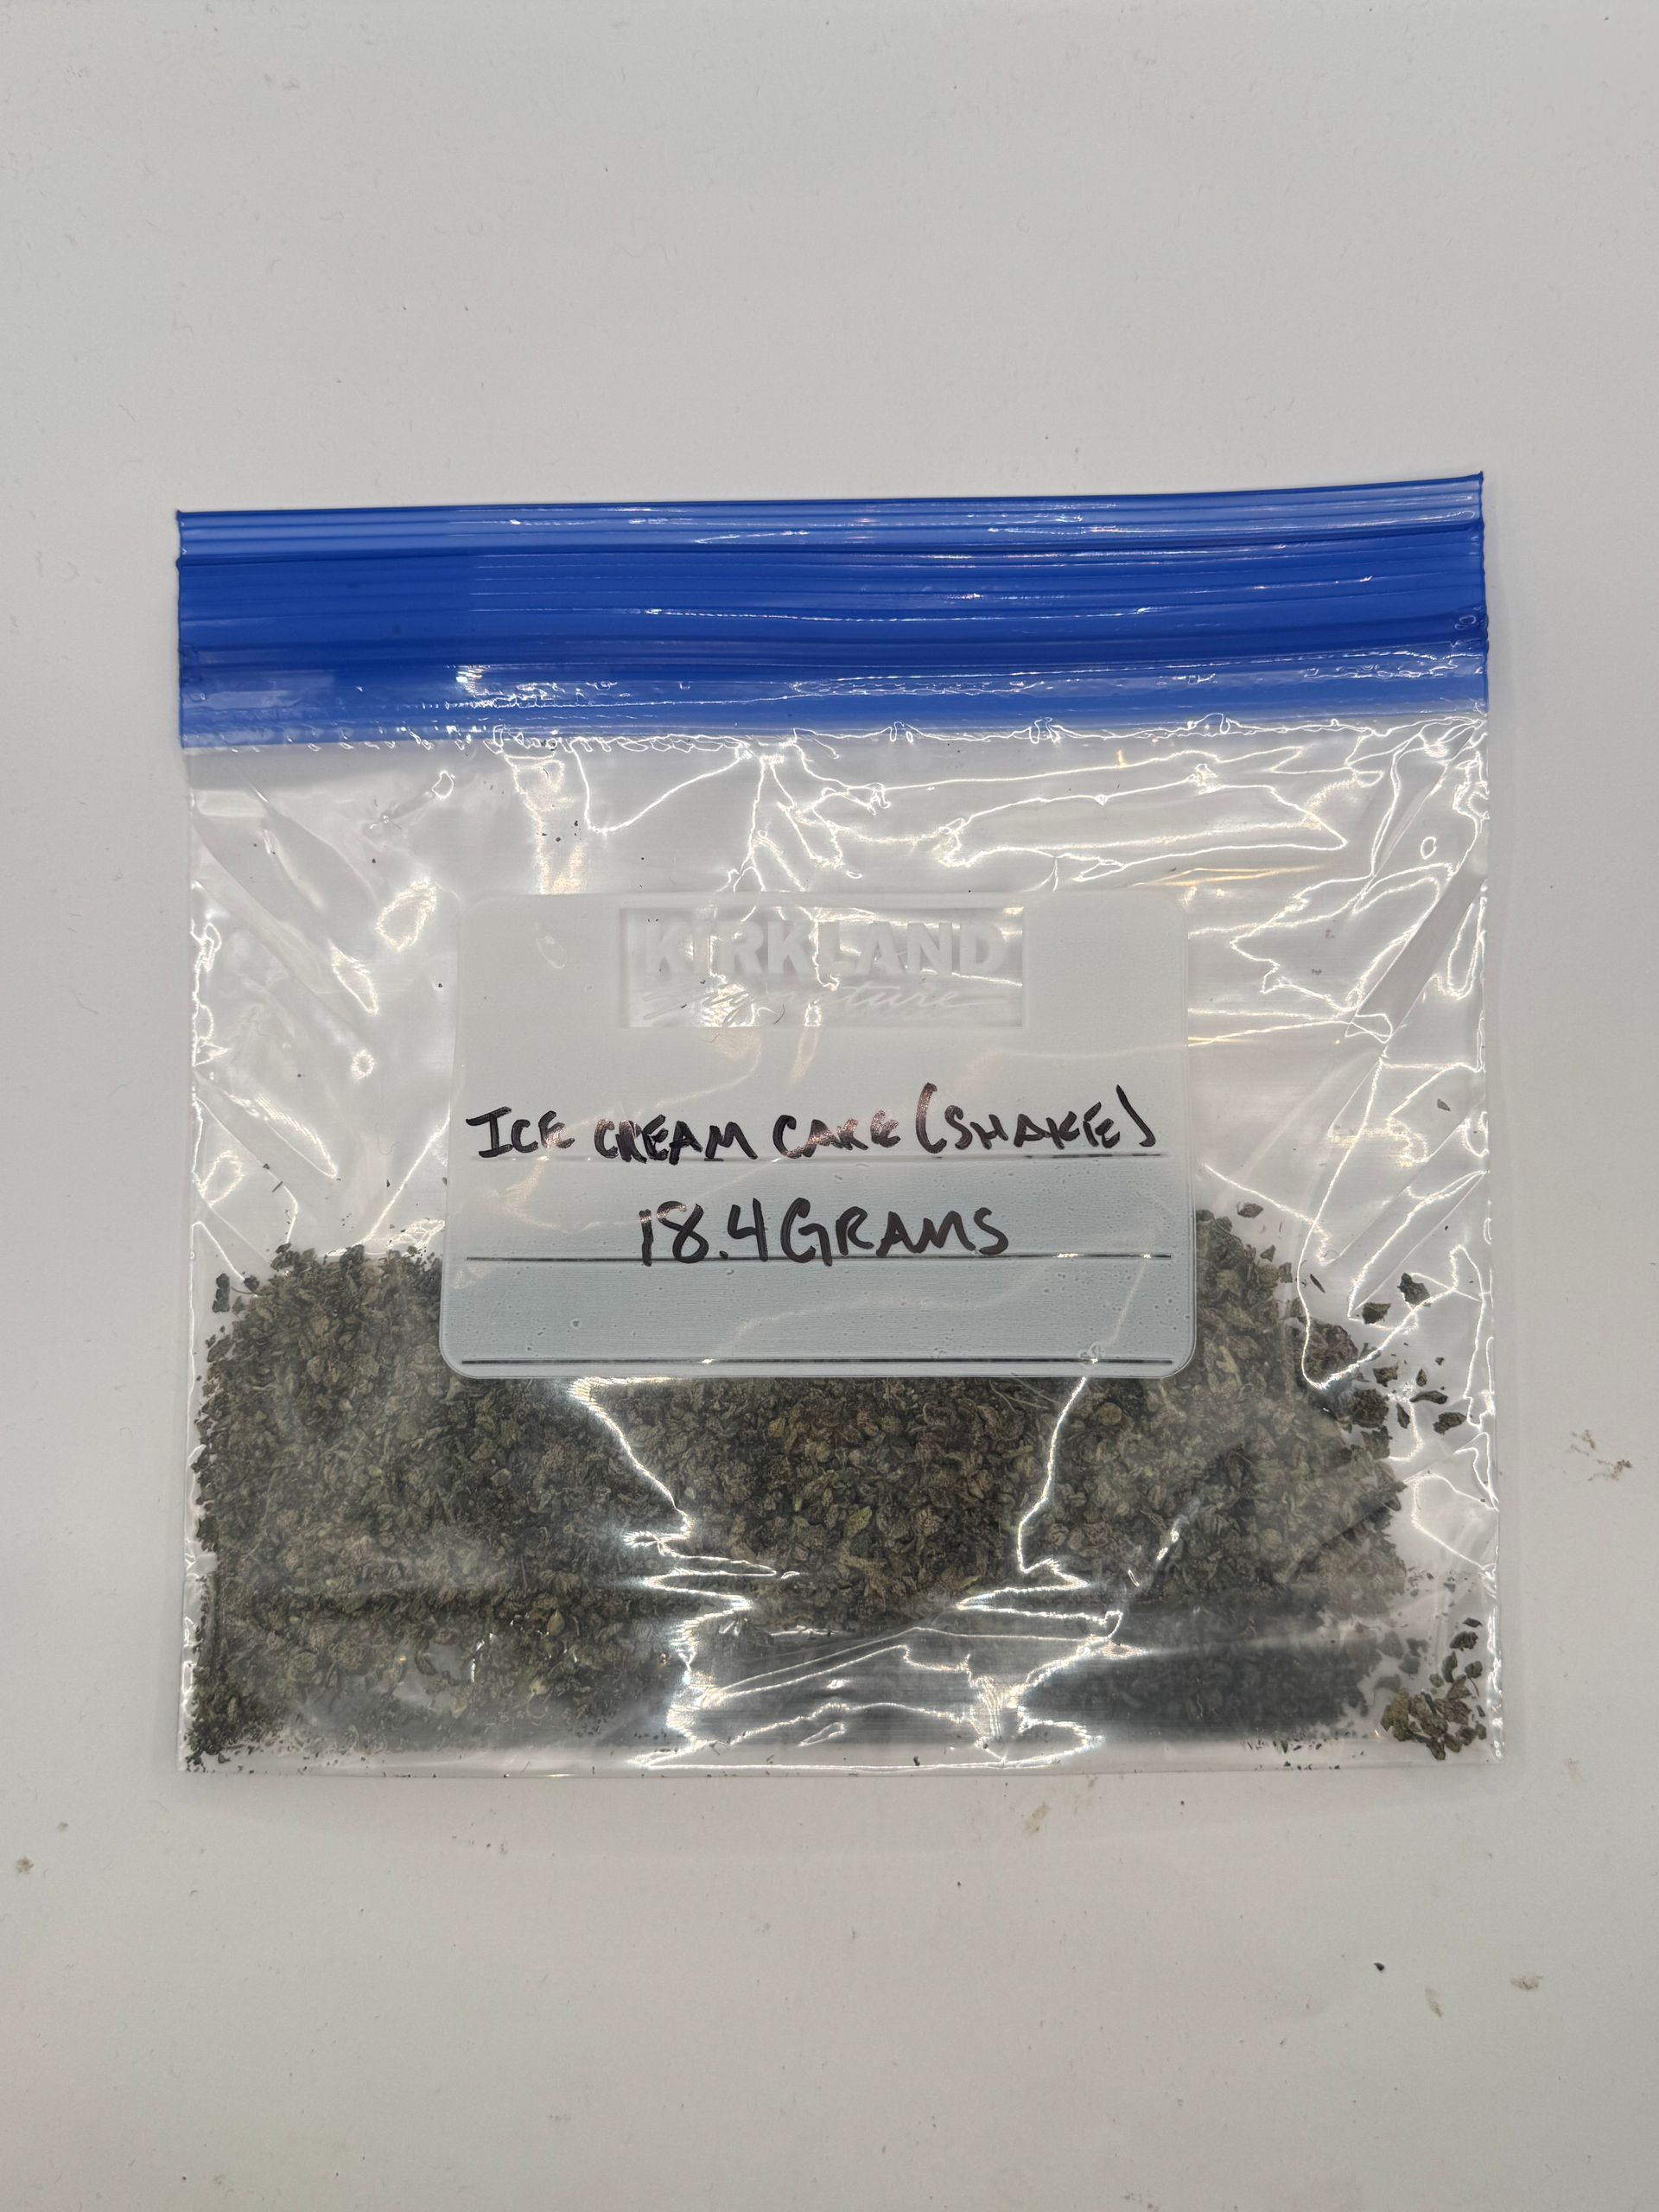 KIRKLAND
Signature
ICE CREAM CAKE (SHAKE)
18.4 GRAMS